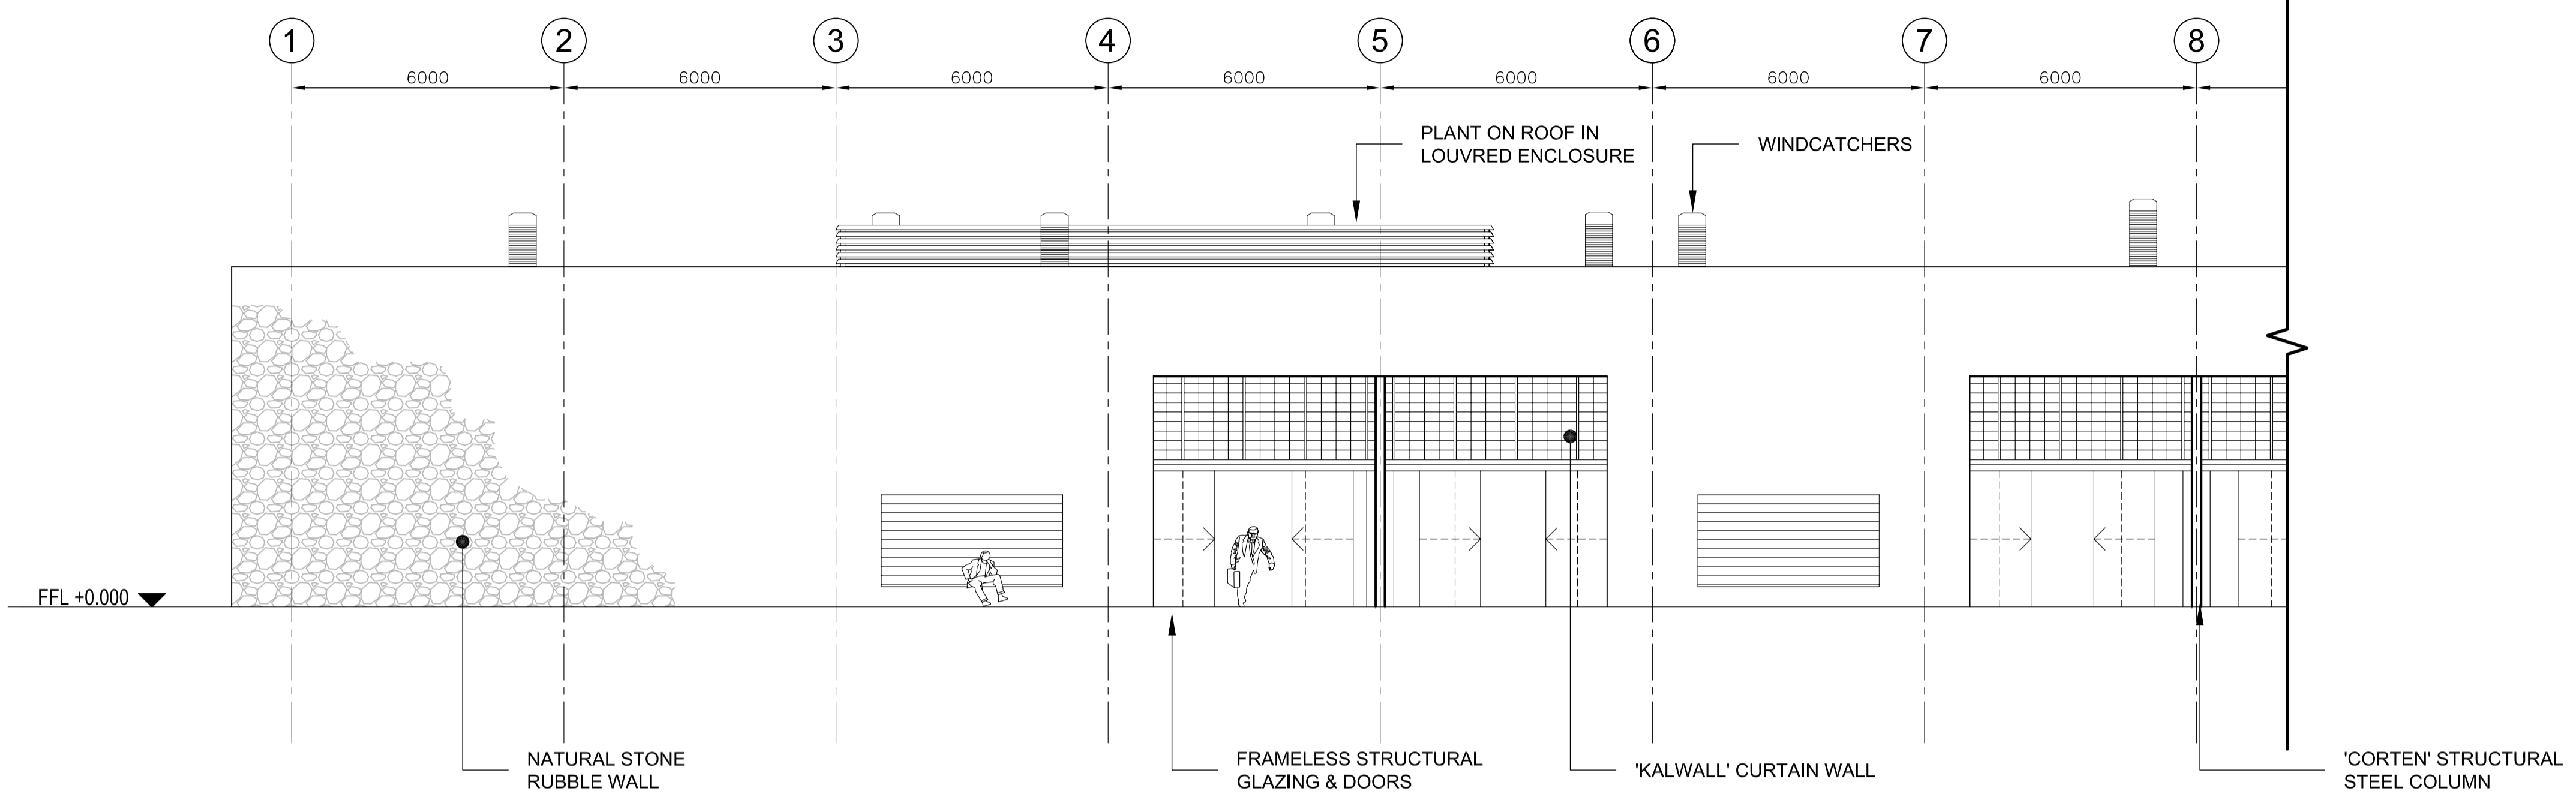 1 2 3 4 5 6 7 8
6000 6000 6000 6000 6000 6000 6000
PLANT ON ROOF IN
LOUVRED ENCLOSURE
WINDCATCHERS
FFL +0.000
NATURAL STONE
RUBBLE WALL
FRAMELESS STRUCTURAL
GLAZING & DOORS
'KALWALL' CURTAIN WALL
'CORTEN' STRUCTURAL
STEEL COLUMN